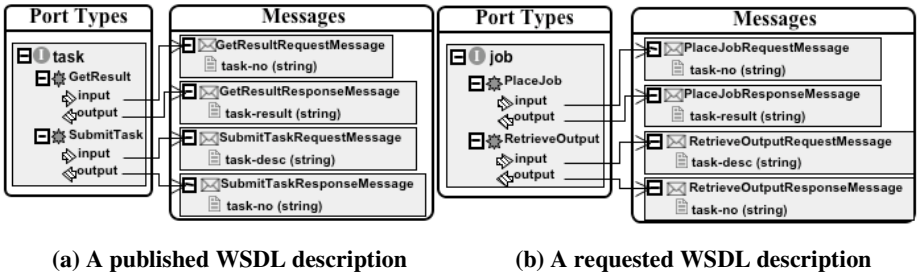 Port Types
Messages
task
GetResult
input
output
SubmitTask
input
output
GetResultRequestMessage
task-no (string)
GetResultResponseMessage
task-result (string)
SubmitTaskRequestMessage
task-desc (string)
SubmitTaskResponseMessage
task-no (string)
(a) A published WSDL description
Port Types
Messages
job
PlaceJob
input
output
RetrieveOutput
input
output
PlaceJobRequestMessage
task-no (string)
PlaceJobResponseMessage
task-result (string)
RetrieveOutputRequestMessage
task-desc (string)
RetrieveOutputResponseMessage
task-no (string)
(b) A requested WSDL description